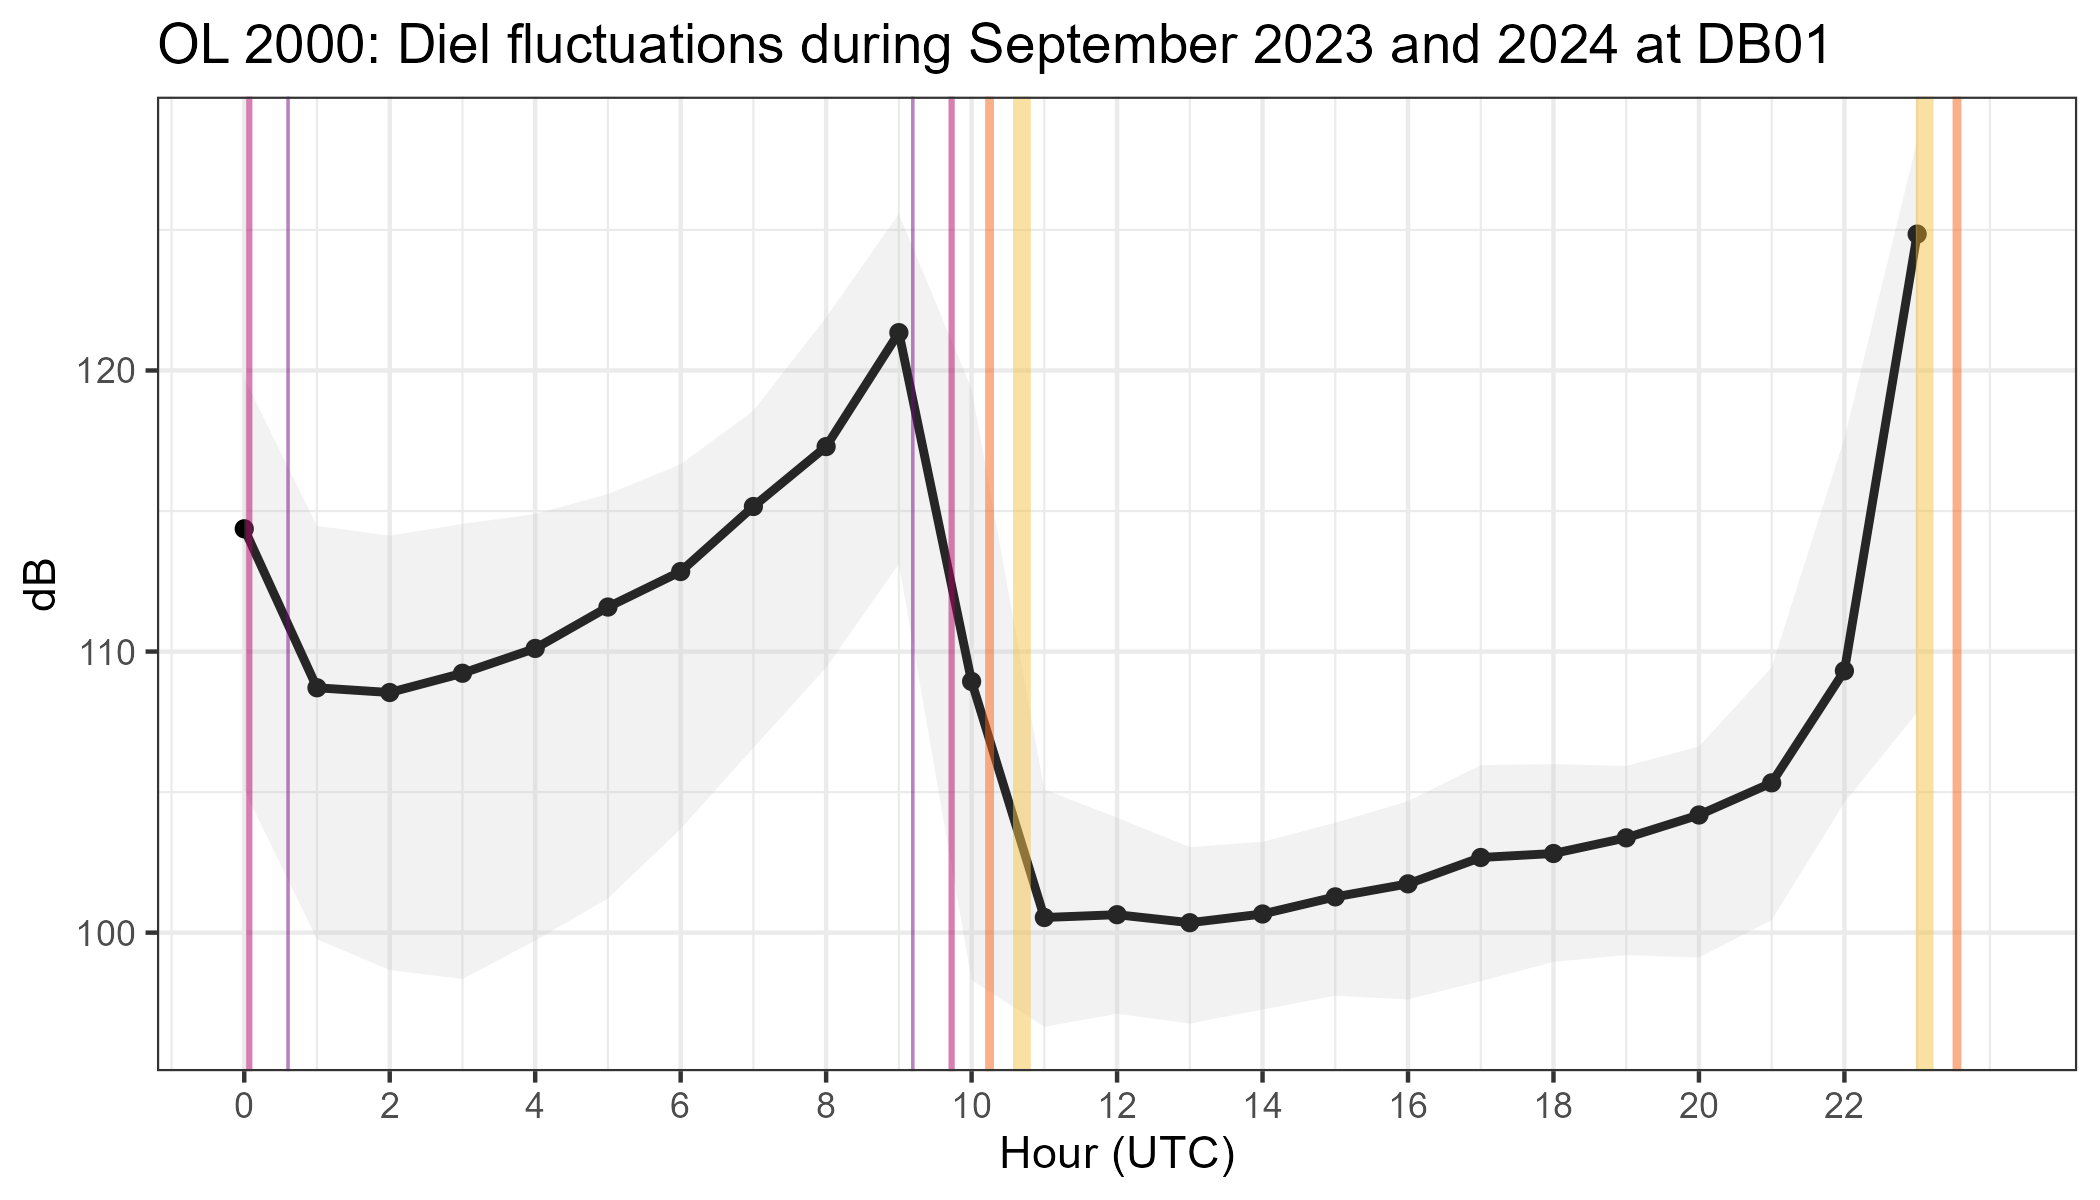 OL 2000: Diel fluctuations during September 2023 and 2024 at DB01
dB
120
110
100
0 2 4 6 8 10 12 14 16 18 20 22
Hour (UTC)